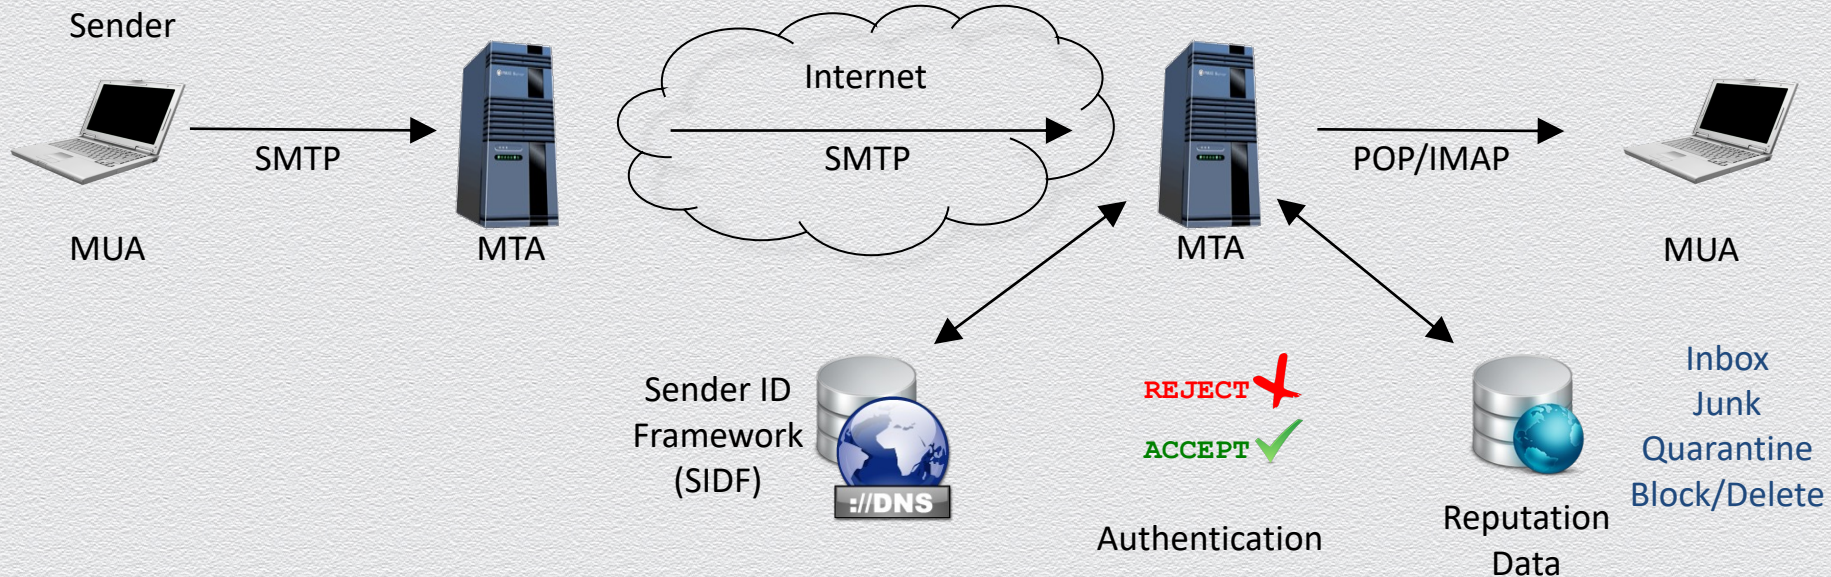 Sender
Internet
SMTP
SMTP
POP/IMAP
MUA
MTA
MTA
MUA
Sender ID
Framework
(SIDF)
://DNS
REJECT
ACCEPT
Authentication
Reputation
Data
Inbox
Junk
Quarantine
Block/Delete